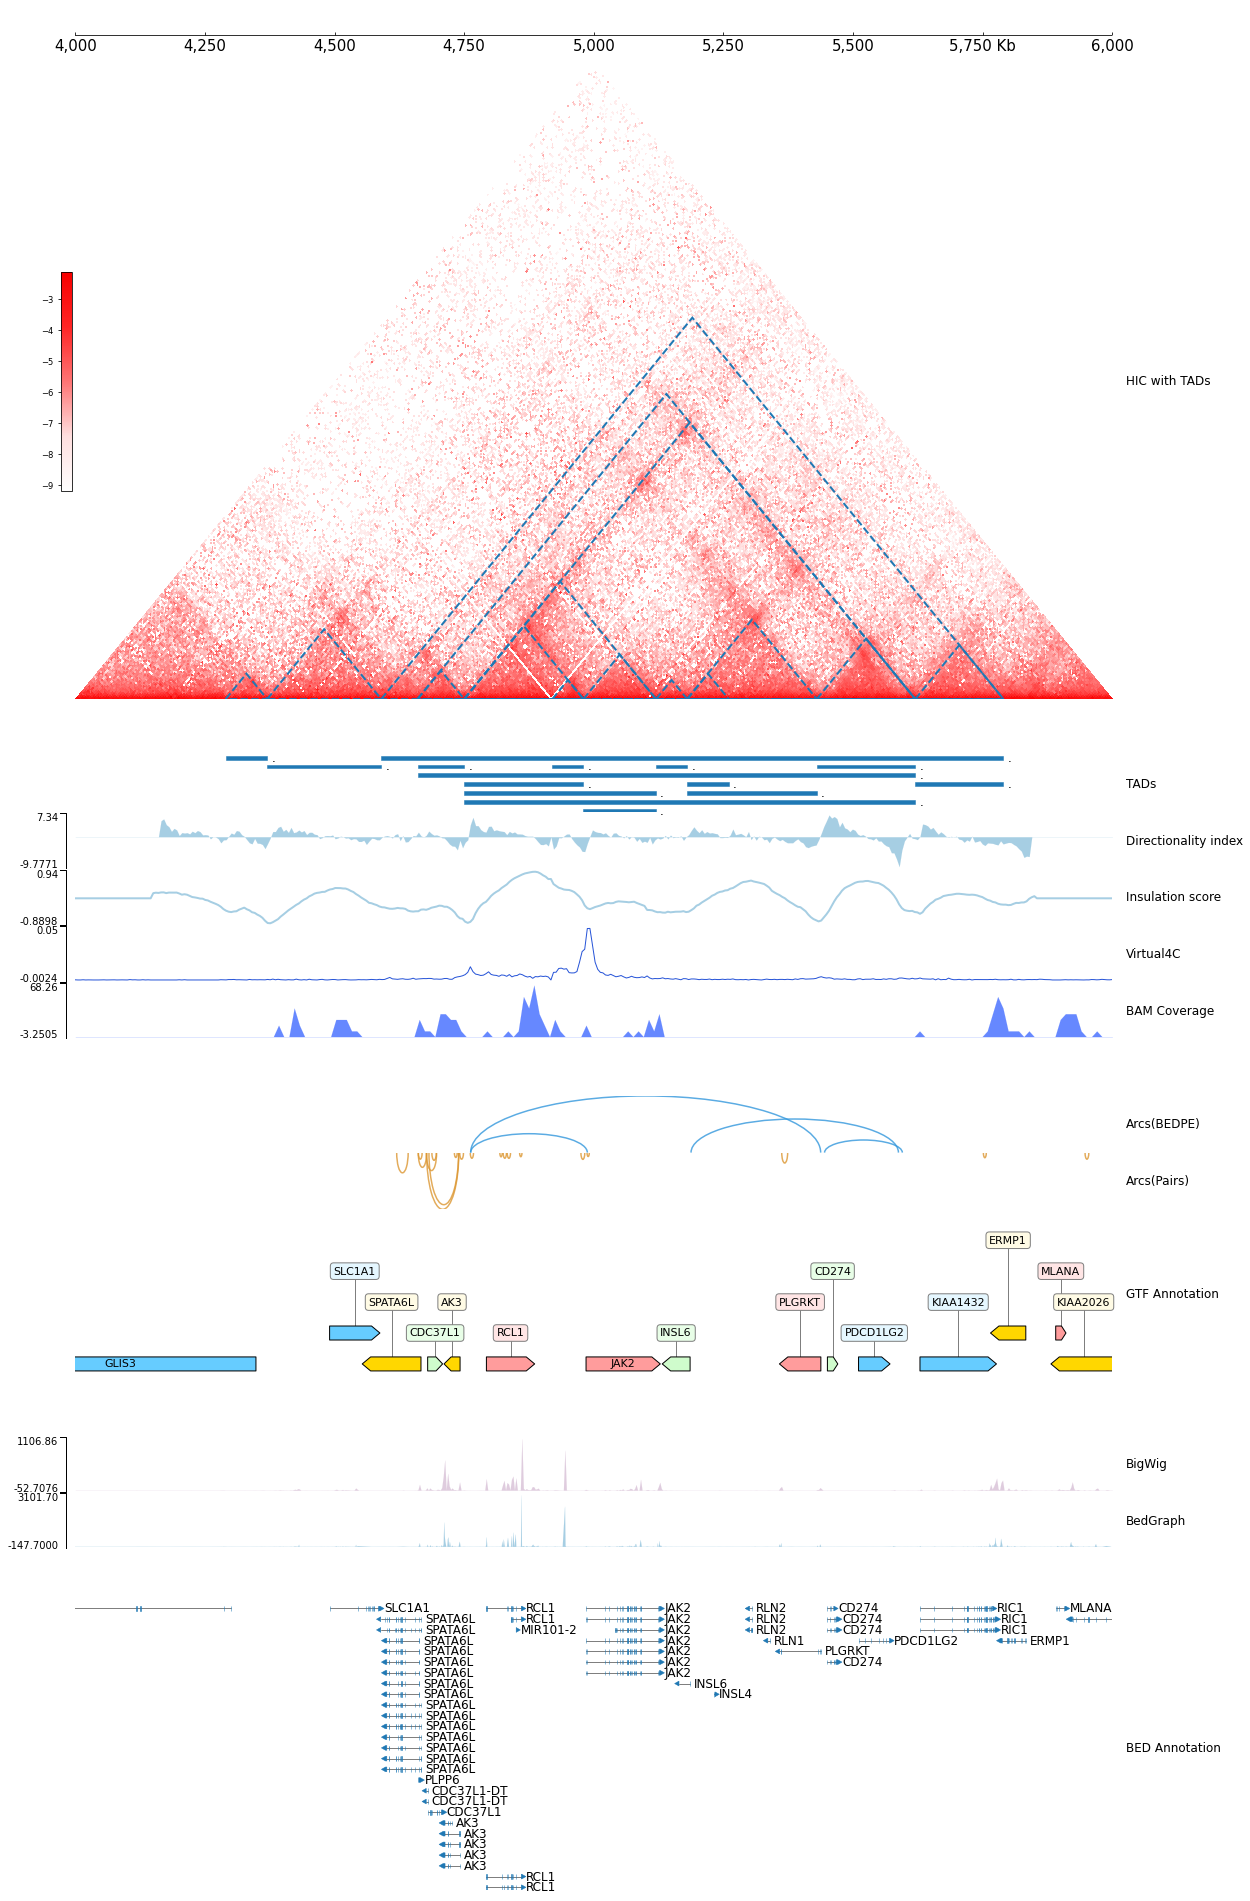 4,000 4,250 4,500 4,750 5,000 5,250 5,500 5,750 Kb 6,000
−3
−4
−5
−6
−7
−8
−9
HIC with TADs
TADs
7.34
Directionality index
-9.7771
0.94
Insulation score
-0.8898
0.05
Virtual4C
-0.0024
68.26
BAM Coverage
-3.2505
Arcs(BEDPE)
Arcs(Pairs)
ERMP1
SLC1A1 CD274 MLANA
GTF Annotation
SPATA6L AK3 PLGRKT KIAA1432 KIAA2026
CDC37L1 RCL1 INSL6 PDCD1LG2
GLIS3 JAK2
1106.86
BigWig
-52.7076
3101.70
BedGraph
-147.7000
SLC1A1 RCL1 JAK2 RLN2 CD274 RIC1 MLANA
SPATA6L RCL1 JAK2 RLN2 CD274 RIC1
SPATA6L MIR101-2 JAK2 RLN2 CD274 RIC1
SPATA6L JAK2 RLN1 PDCD1LG2 ERMP1
SPATA6L JAK2 PLGRKT
SPATA6L JAK2 CD274
SPATA6L JAK2
SPATA6L INSL6
SPATA6L INSL4
SPATA6L
SPATA6L
SPATA6L
SPATA6L
SPATA6L
BED Annotation
SPATA6L
SPATA6L
PLPP6
CDC37L1-DT
CDC37L1-DT
CDC37L1
AK3
AK3
AK3
AK3
AK3
RCL1
RCL1